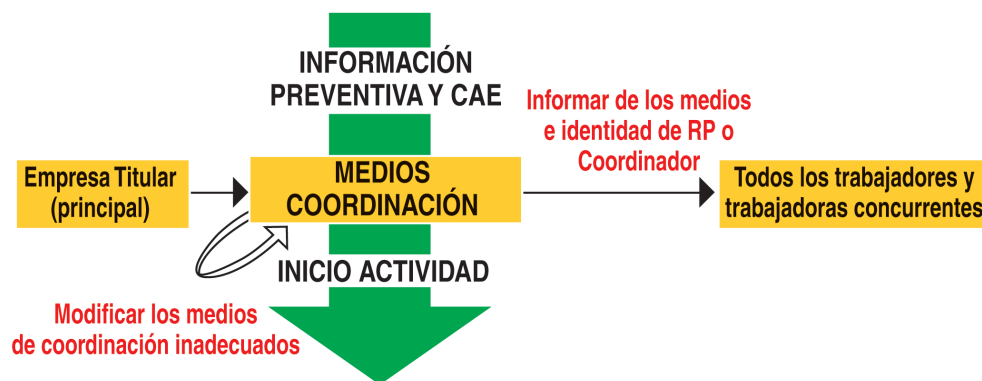 INFORMACIÓN
PREVENTIVA Y CAE
Informar de los medios
e identidad de RP o
Coordinador
Empresa Titular
(principal)
MEDIOS
COORDINACIÓN
Todos los trabajadores y
trabajadoras concurrentes
INICIO ACTIVIDAD
Modificar los medios
de coordinación inadecuados